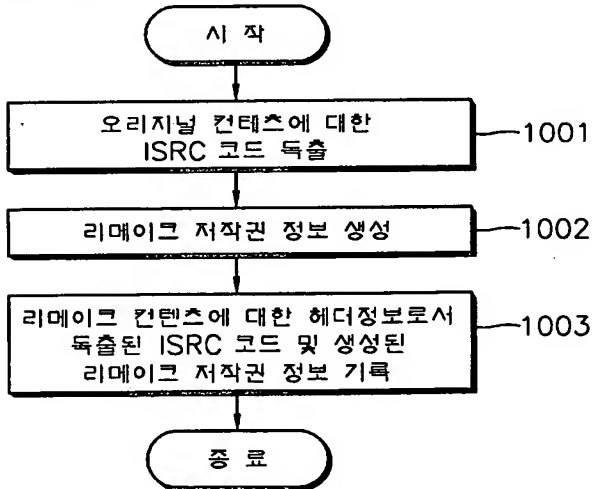 시 작
오리지널 컨테츠에 대한
ISRC 코드 독출
1001
리메이크 저작권 정보 생성
1002
리메이크 컨텐츠에 대한 헤더정보로서
독출된 ISRC 코드 및 생성된
리메이크 저작권 정보 기록
1003
종 료